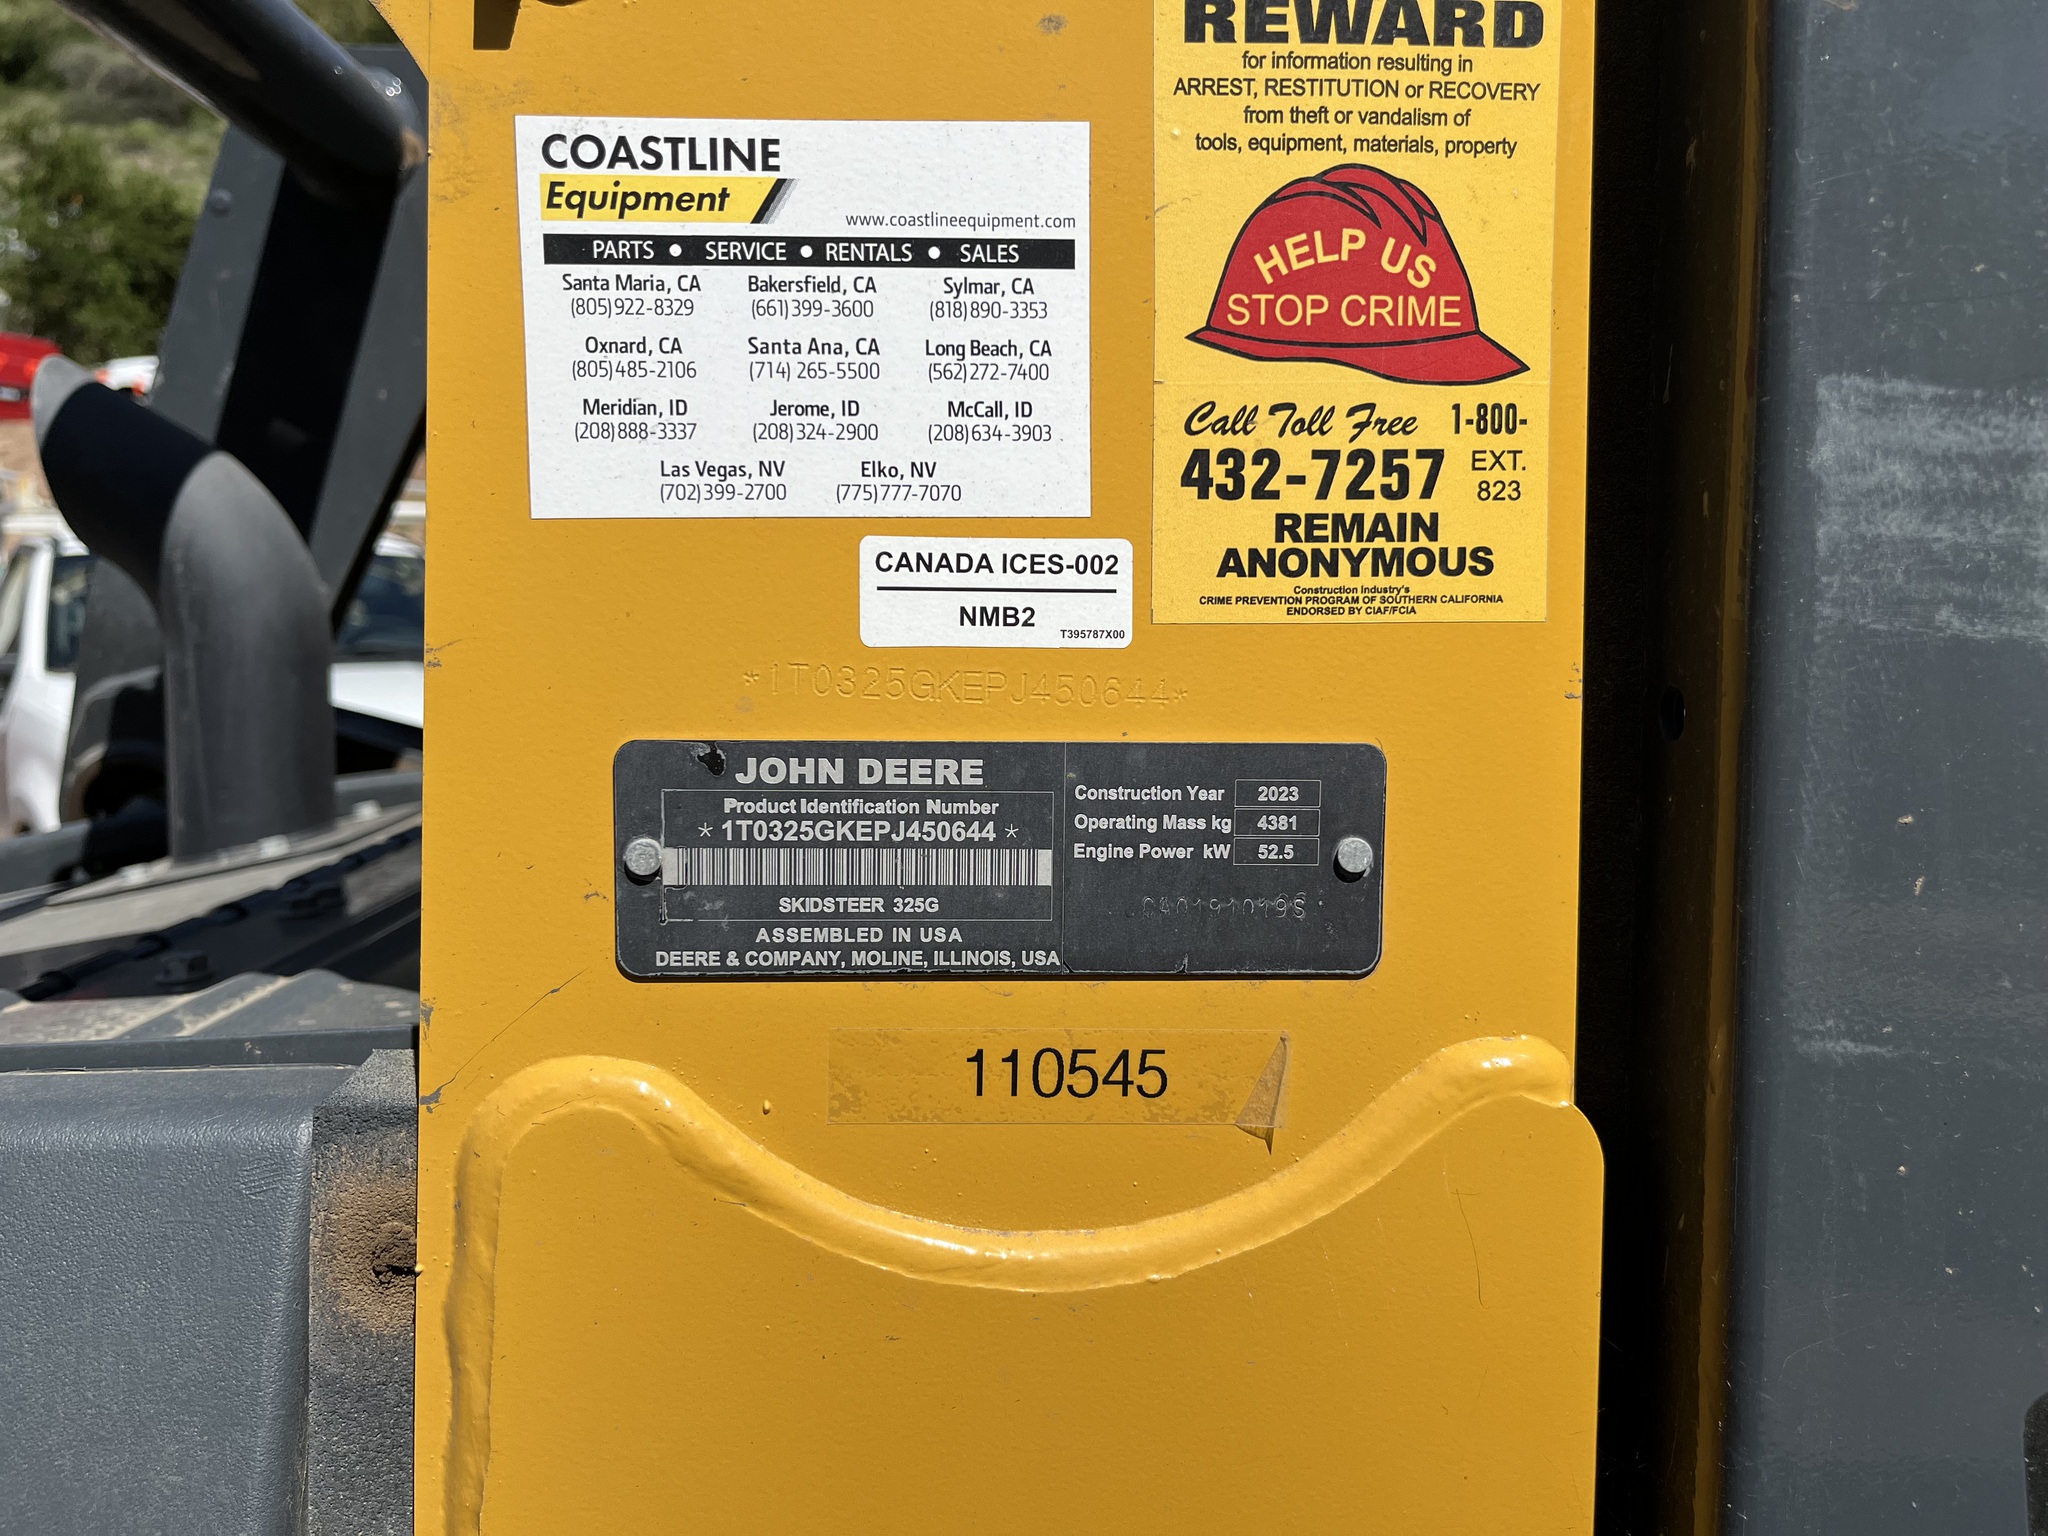 COASTLINE
Equipment
www.coastlineequipment.com
PARTS • SERVICE • RENTALS • SALES
Santa Maria, CA Bakersfield, CA Sylmar, CA
(805)922-8329 (661)399-3600 (818)890-3353
Oxnard, CA Santa Ana, CA Long Beach, CA
(805)485-2106 (714) 265-5500 (562)272-7400
Meridian, ID Jerome, ID McCall, ID
(208)888-3337 (208)324-2900 (208)634-3903
Las Vegas, NV Elko, NV
(702)399-2700 (775)777-7070
REWARD
for information resulting in
ARREST, RESTITUTION or RECOVERY
from theft or vandalism of
tools, equipment, materials, property
HELP US
STOP CRIME
Call Toll Free 1-800-
432-7257 EXT.
823
REMAIN
ANONYMOUS
Construction Industry's
CRIME PREVENTION PROGRAM OF SOUTHERN CALIFORNIA
ENDORSED BY CIAF/FCIA
CANADA ICES-002
NMB2
T395787X00
*1T0325GKEPJ450644*
JOHN DEERE
Product Identification Number
* 1T0325GKEPJ450644 *
SKIDSTEER 325G
ASSEMBLED IN USA
DEERE & COMPANY, MOLINE, ILLINOIS, USA
Construction Year 2023
Operating Mass kg 4381
Engine Power kW 52.5
110545